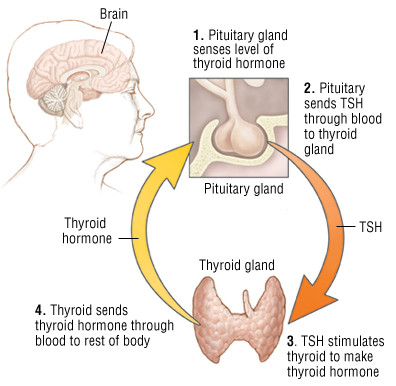 Brain
1. Pituitary gland
senses level of
thyroid hormone
2. Pituitary
sends TSH
through blood
to thyroid
gland
Pituitary gland
Thyroid
hormone
TSH
Thyroid gland
4. Thyroid sends
thyroid hormone through
blood to rest of body
3. TSH stimulates
thyroid to make
thyroid hormone